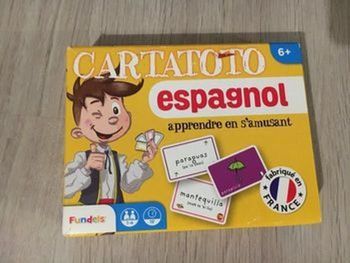 CARTATOTO
6+
espagnol
apprendre en s'amusant
paraguas
mantequilla
fabriqué en
FRANCE
Fundels